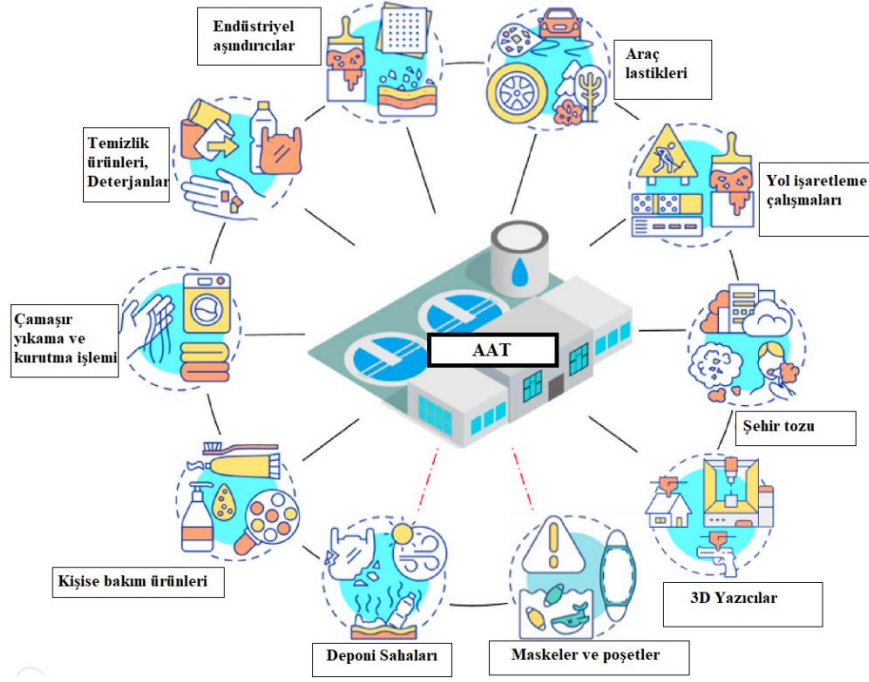 Endüstriyel
aşındırıcılar
Araç
lastikleri
Temizlik
ürünleri,
Deterjanlar
Yol işaretleme
çalışmaları
Çamaşır
yıkama ve
kurutma işlemi
AAT
Şehir tozu
Kişise bakım ürünleri
3D Yazıcılar
Deponi Sahaları
Maskeler ve poşetler